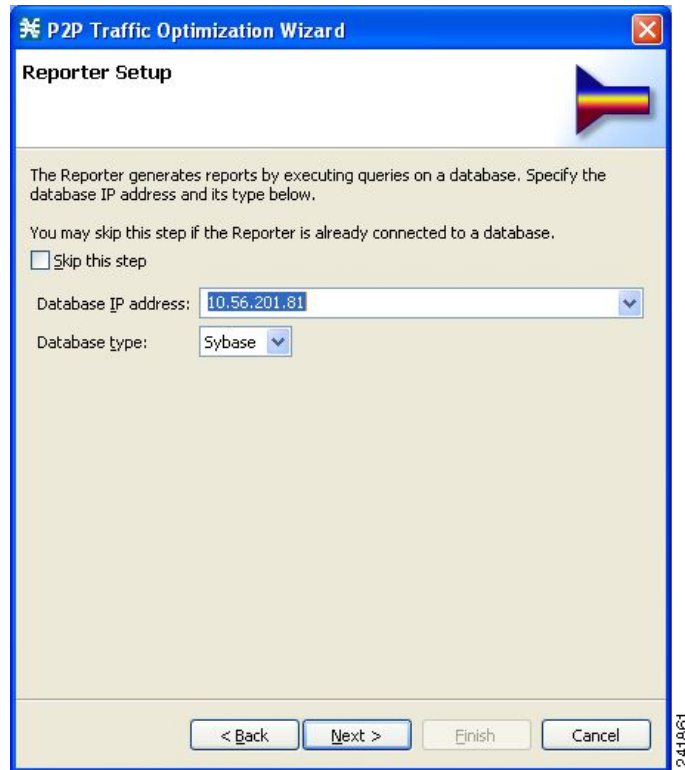 P2P Traffic Optimization Wizard
Reporter Setup
The Reporter generates reports by executing queries on a database. Specify the
database IP address and its type below.
You may skip this step if the Reporter is already connected to a database.
Skip this step
Database IP address: 10.56.201.81
Database type: Sybase
< Back Next > Finish Cancel
241961